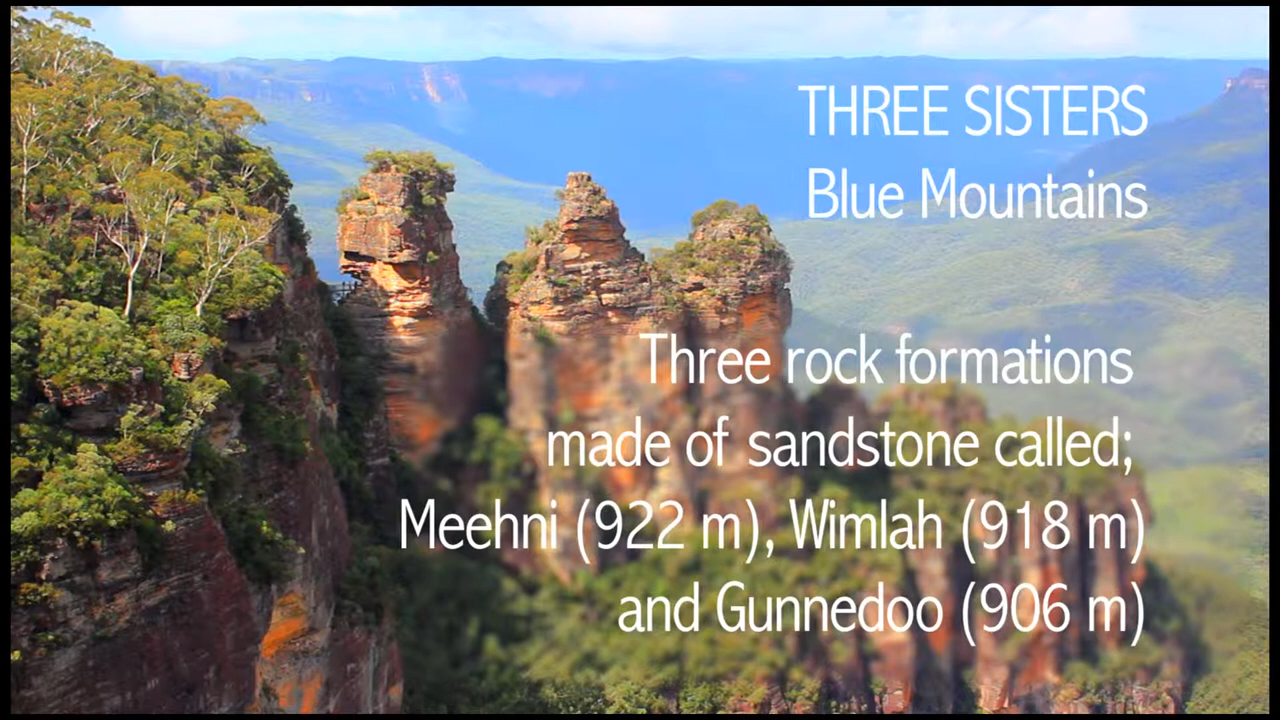 THREE SISTERS
Blue Mountains
Three rock formations
made of sandstone called;
Meehni (922 m), Wimlah (918 m)
and Gunnedoo (906 m)